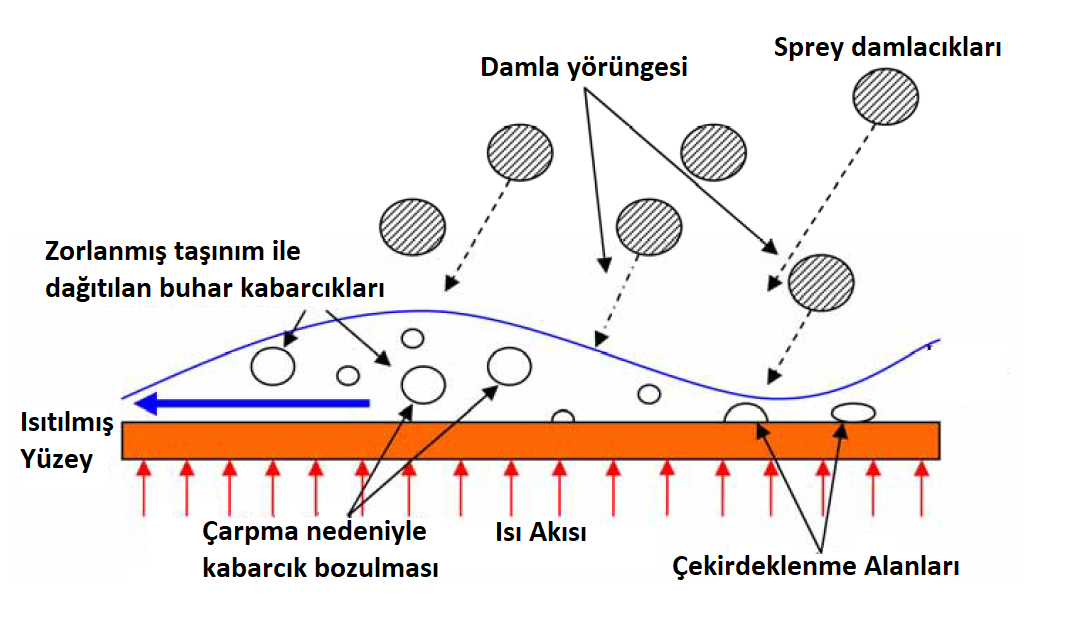 Sprey damlacıkları
Damla yörüngesi
Zorlanmış taşınım ile
dağıtılan buhar kabarcıkları
Isıtılmış
Yüzey
Çarpma nedeniyle
kabarcık bozulması
Isı Akısı
Çekirdeklenme Alanları